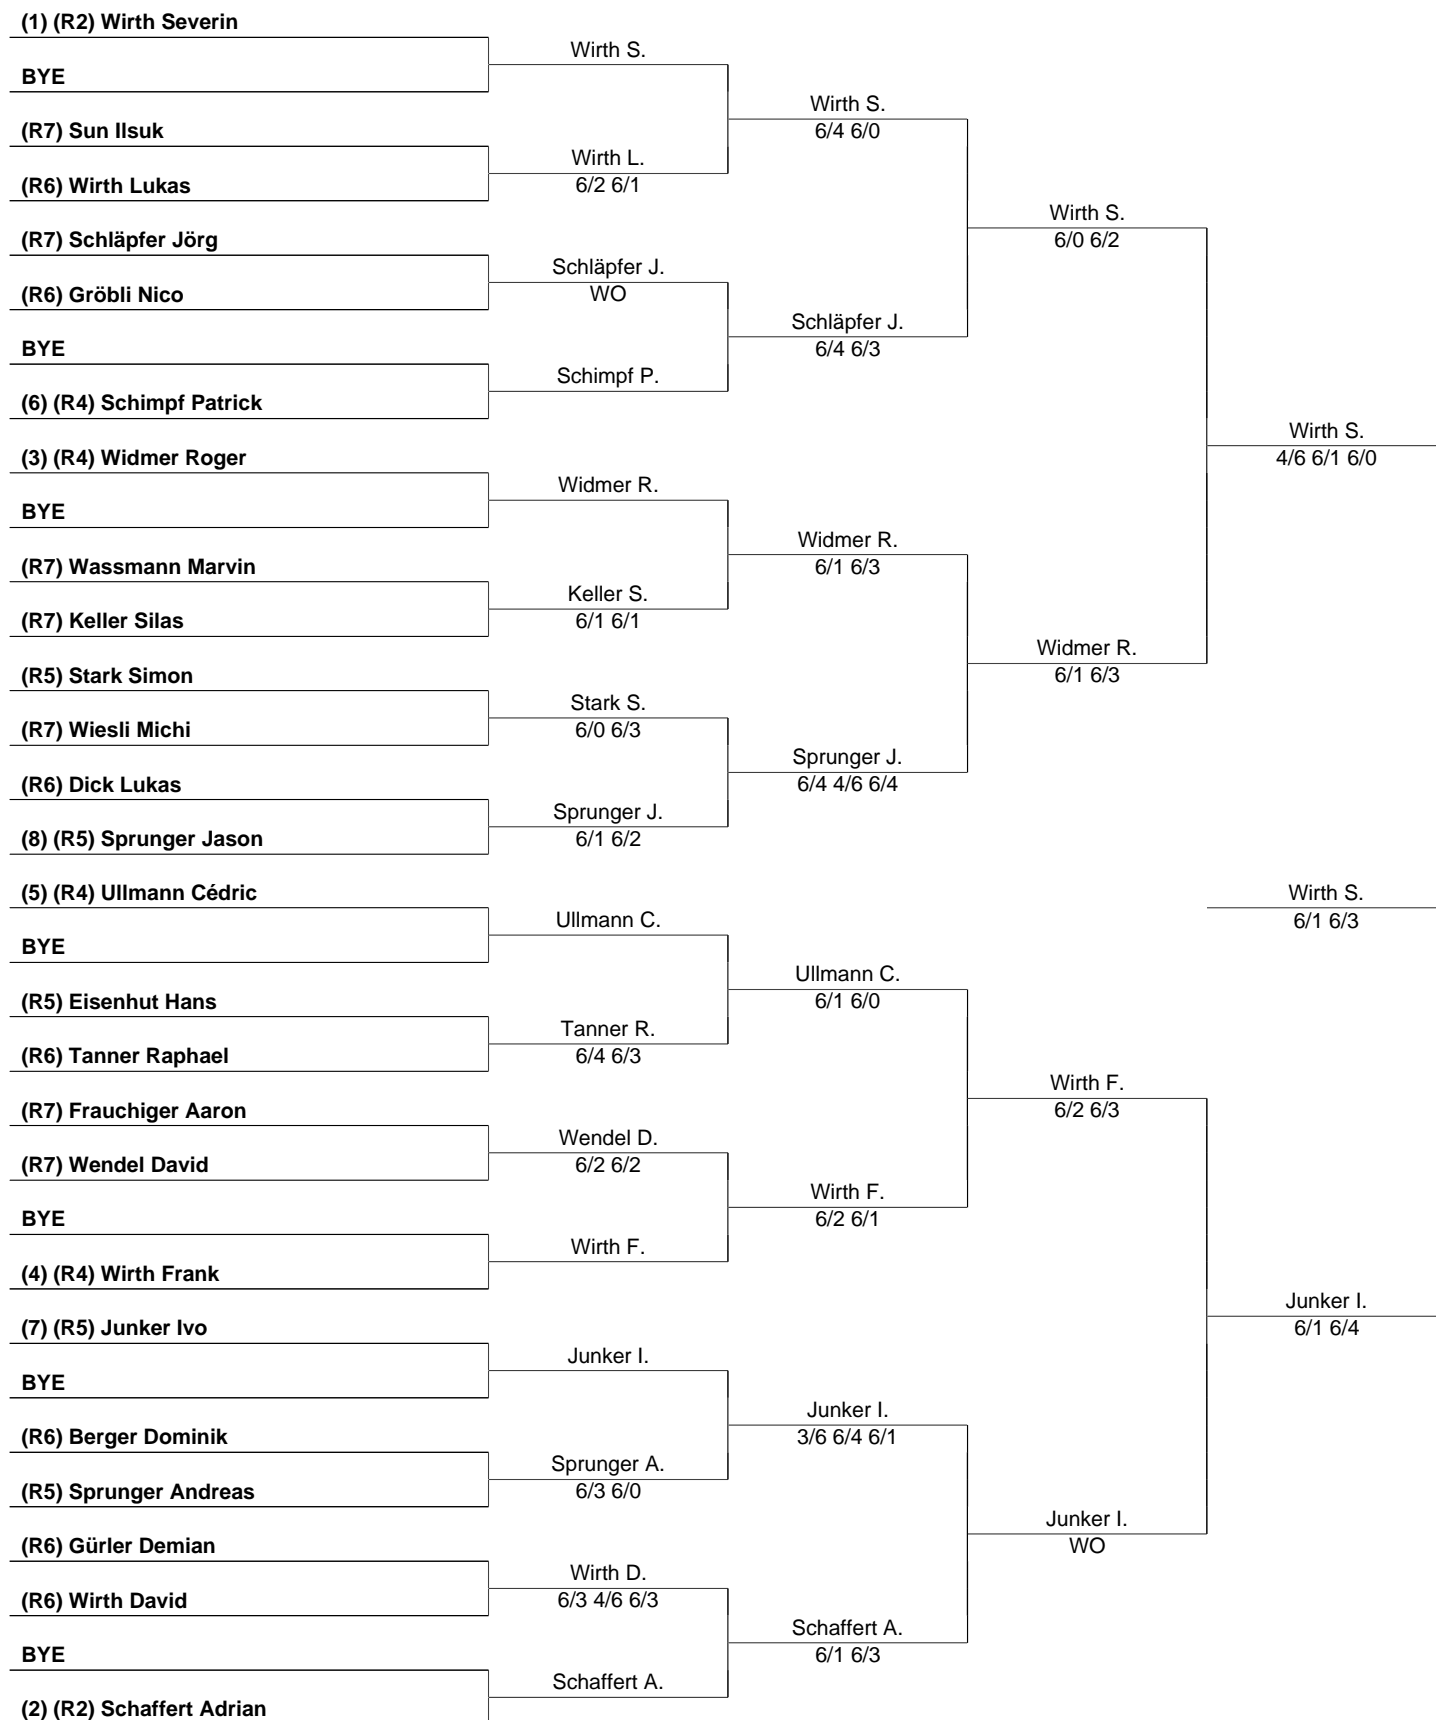 (1) (R2) Wirth Severin
BYE
(R7) Sun Ilsuk
(R6) Wirth Lukas
(R7) Schläpfer Jörg
(R6) Gröbli Nico
BYE
(6) (R4) Schimpf Patrick
(3) (R4) Widmer Roger
BYE
(R7) Wassmann Marvin
(R7) Keller Silas
(R5) Stark Simon
(R7) Wiesli Michi
(R6) Dick Lukas
(8) (R5) Sprunger Jason
(5) (R4) Ullmann Cédric
BYE
(R5) Eisenhut Hans
(R6) Tanner Raphael
(R7) Frauchiger Aaron
(R7) Wendel David
BYE
(4) (R4) Wirth Frank
(7) (R5) Junker Ivo
BYE
(R6) Berger Dominik
(R5) Sprunger Andreas
(R6) Gürler Demian
(R6) Wirth David
BYE
(2) (R2) Schaffert Adrian
Wirth S.
Wirth L.
6/2 6/1
Schläpfer J.
WO
Schimpf P.
Widmer R.
Keller S.
6/1 6/1
Stark S.
6/0 6/3
Sprunger J.
6/1 6/2
Ullmann C.
Tanner R.
6/4 6/3
Wendel D.
6/2 6/2
Wirth F.
Junker I.
Sprunger A.
6/3 6/0
Wirth D.
6/3 4/6 6/3
Schaffert A.
Wirth S.
6/4 6/0
Schläpfer J.
6/4 6/3
Widmer R.
6/1 6/3
Sprunger J.
6/4 4/6 6/4
Ullmann C.
6/1 6/0
Wirth F.
6/2 6/1
Junker I.
3/6 6/4 6/1
Schaffert A.
6/1 6/3
Wirth S.
6/0 6/2
Widmer R.
6/1 6/3
Wirth F.
6/2 6/3
Junker I.
WO
Wirth S.
4/6 6/1 6/0
Wirth S.
6/1 6/3
Junker I.
6/1 6/4